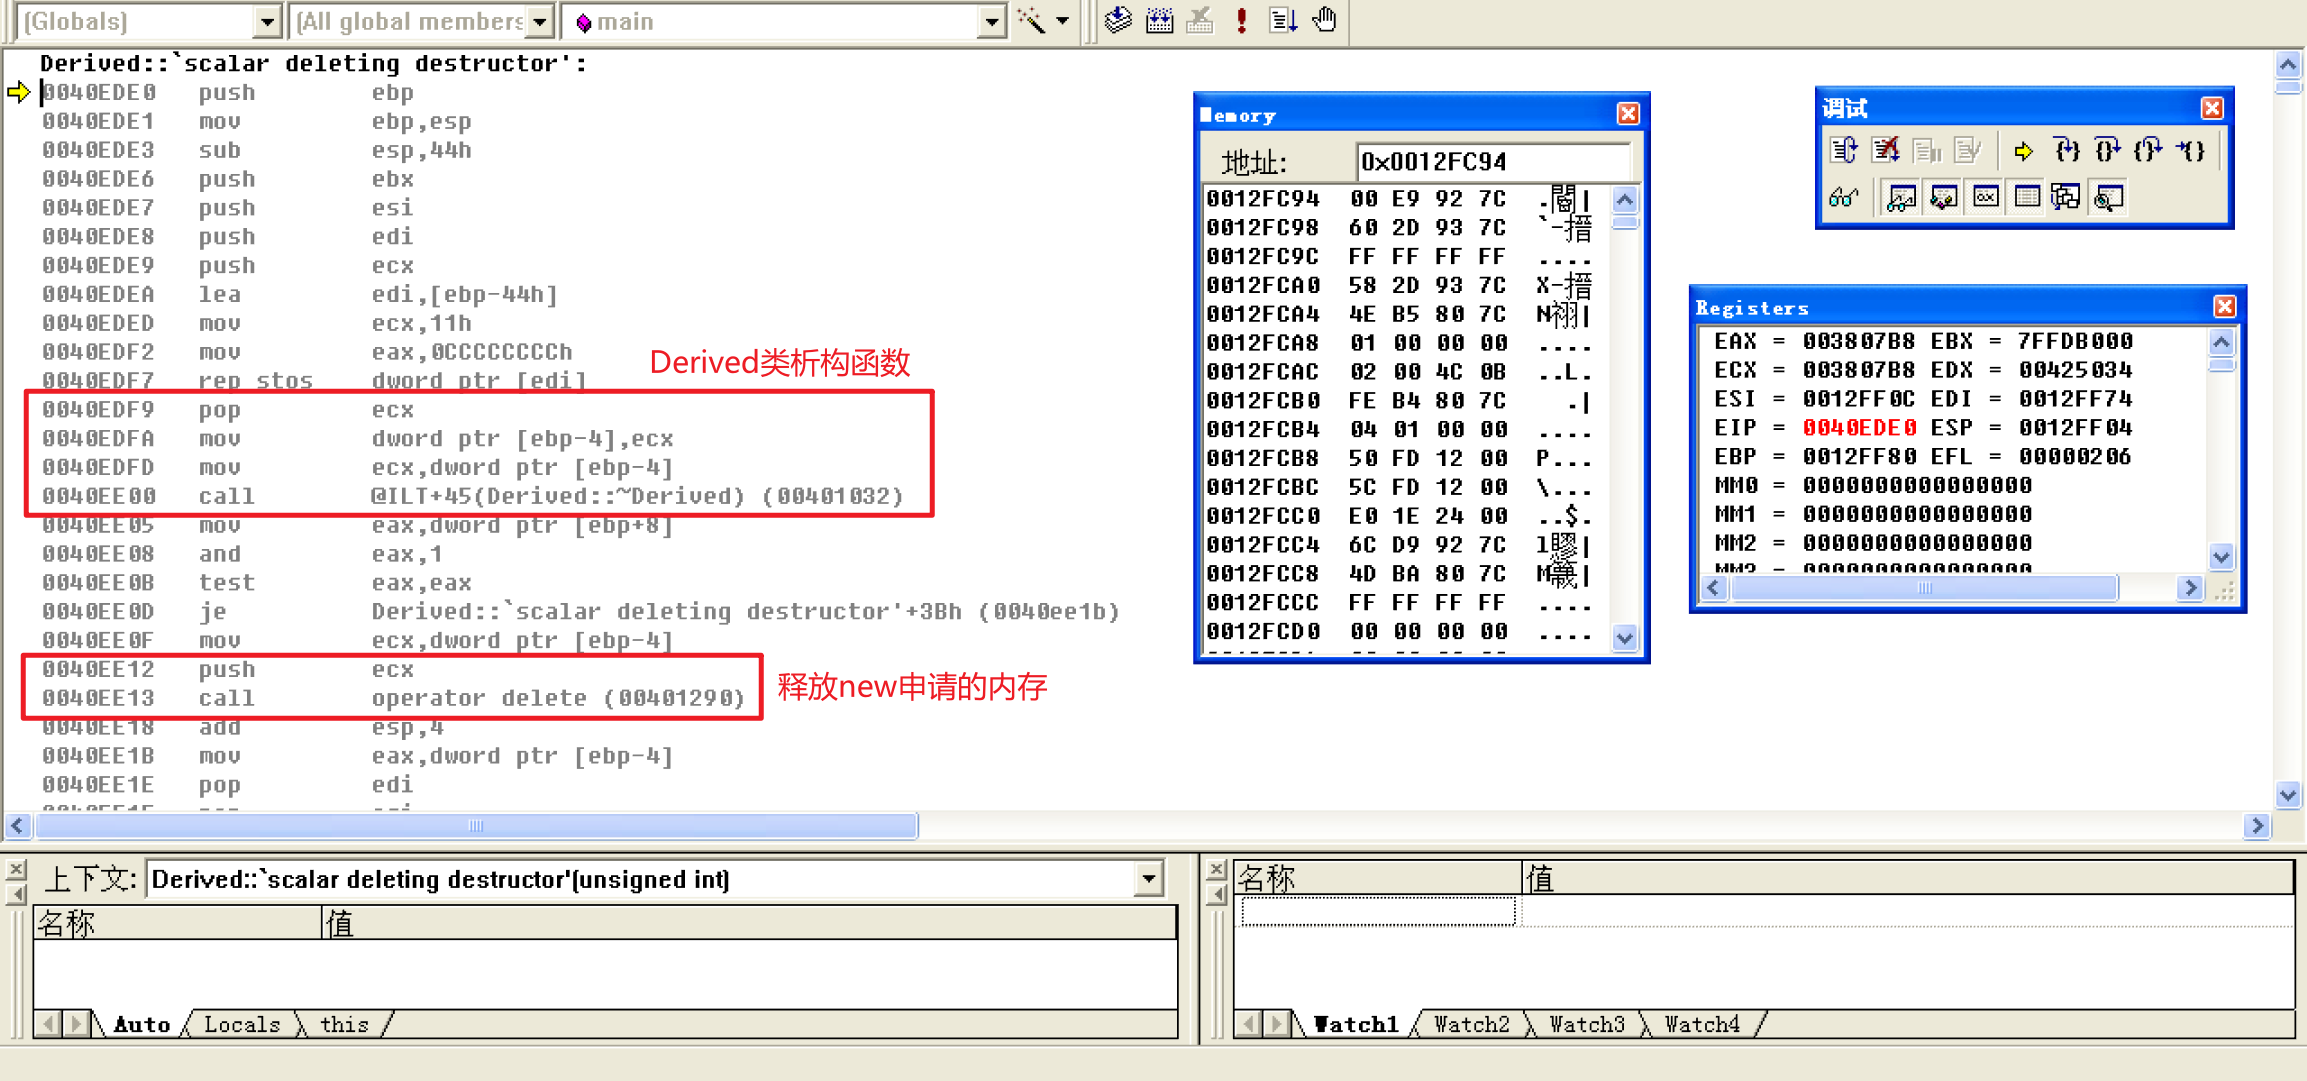 (Globals)
(All global members
main
Derived::`scalar deleting destructor':
0040EDE0 push ebp
0040EDE1 mov ebp,esp
0040EDE3 sub esp,44h
0040EDE6 push ebx
0040EDE7 push esi
0040EDE8 push edi
0040EDE9 push ecx
0040EDEA lea edi,[ebp-44h]
0040EDED mov ecx,11h
0040EDF2 mov eax,0CCCCCCCCh
0040EDF7 rep stos dword ptr [edi]
Derived类析构函数
0040EDF9 pop ecx
0040EDFA mov dword ptr [ebp-4],ecx
0040EDFD mov ecx,dword ptr [ebp-4]
0040EE00 call @ILT+45(Derived::~Derived) (00401032)
0040EE05 mov eax,dword ptr [ebp+8]
0040EE08 and eax,1
0040EE0B test eax,eax
0040EE0D je Derived::`scalar deleting destructor'+3Bh (0040ee1b)
0040EE0F mov ecx,dword ptr [ebp-4]
0040EE12 push ecx
0040EE13 call operator delete (00401290)
释放new申请的内存
0040EE18 add esp,4
0040EE1B mov eax,dword ptr [ebp-4]
0040EE1E pop edi
Memory
地址: 0x0012FC94
0012FC94 00 E9 92 7C
0012FC98 60 2D 93 7C `-搢
0012FC9C FF FF FF FF ....
0012FCA0 58 2D 93 7C X-搢
0012FCA4 4E B5 80 7C
0012FCA8 01 00 00 00 ....
0012FCAC 02 00 4C 0B ..L.
0012FCB0 FE B4 80 7C .|
0012FCB4 04 01 00 00 ....
0012FCB8 50 FD 12 00 P...
0012FCBC 5C FD 12 00 \...
0012FCC0 E0 1E 24 00 ..$.
0012FCC4 6C D9 92 7C
0012FCC8 4D BA 80 7C
0012FCCC FF FF FF FF ....
0012FCD0 00 00 00 00 ....
调试
Registers
EAX = 003807B8 EBX = 7FFDB000
ECX = 003807B8 EDX = 00425034
ESI = 0012FF0C EDI = 0012FF74
EIP = 0040EDE0 ESP = 0012FF04
EBP = 0012FF80 EFL = 00000206
MM0 = 0000000000000000
MM1 = 0000000000000000
MM2 = 0000000000000000
上下文: Derived::`scalar deleting destructor'(unsigned int)
名称 值
Auto Locals this
名称 值
Watch1 Watch2 Watch3 Watch4